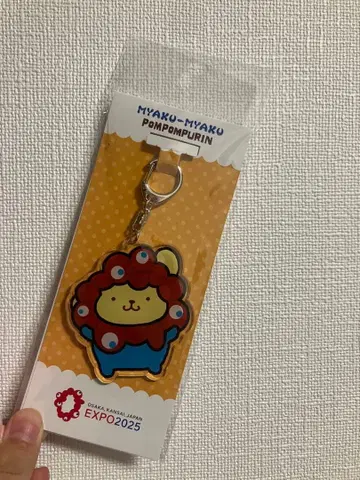 MYAKU-MYAKU
POMPOMPURIN
OSAKA, KANSAI, JAPAN
EXPO2025